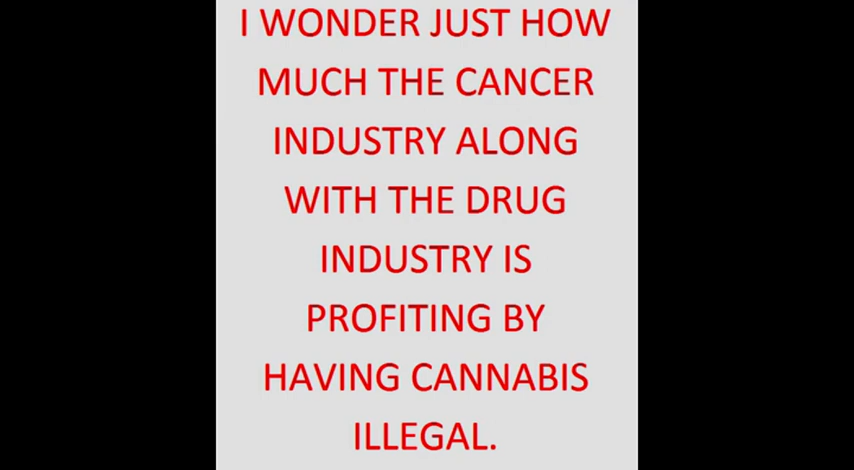 I WONDER JUST HOW
MUCH THE CANCER
INDUSTRY ALONG
WITH THE DRUG
INDUSTRY IS
PROFITING BY
HAVING CANNABIS
ILLEGAL.